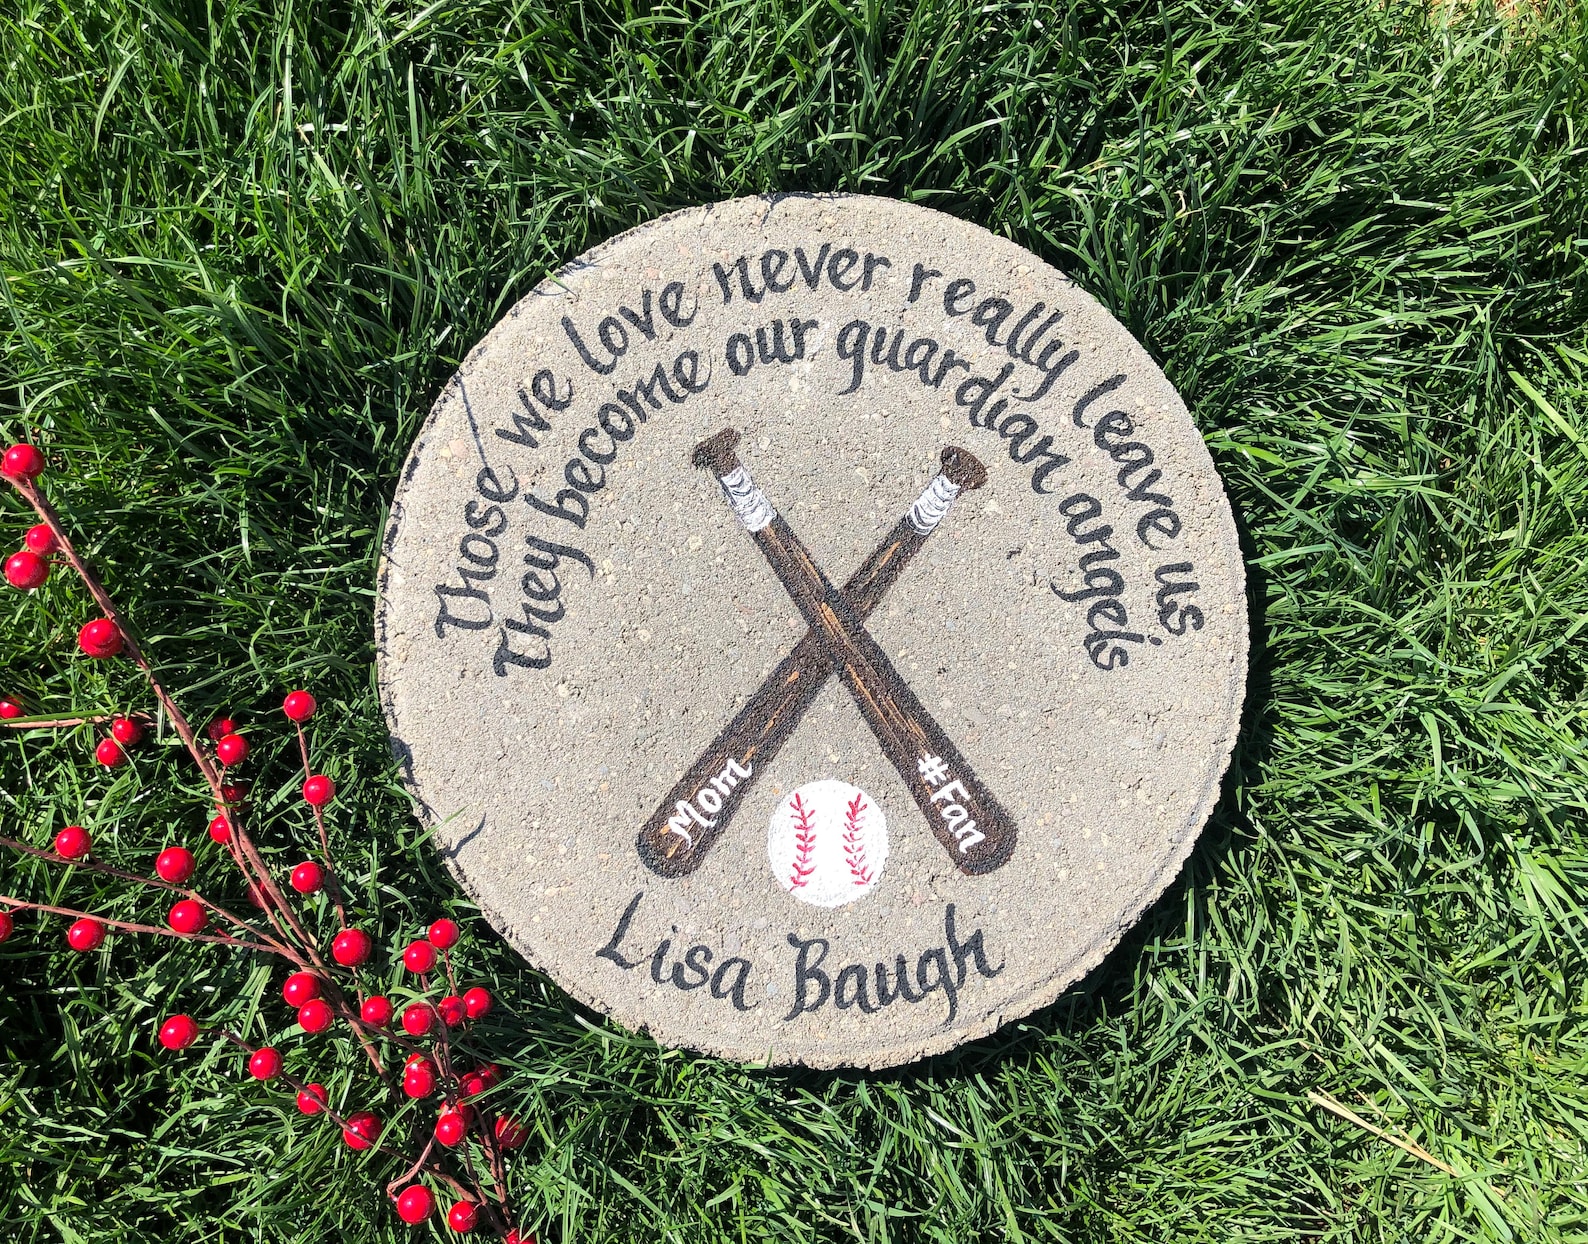 Those we love never really leave us
They become our guardian angels
Mom
#Fan
Lisa Baugh